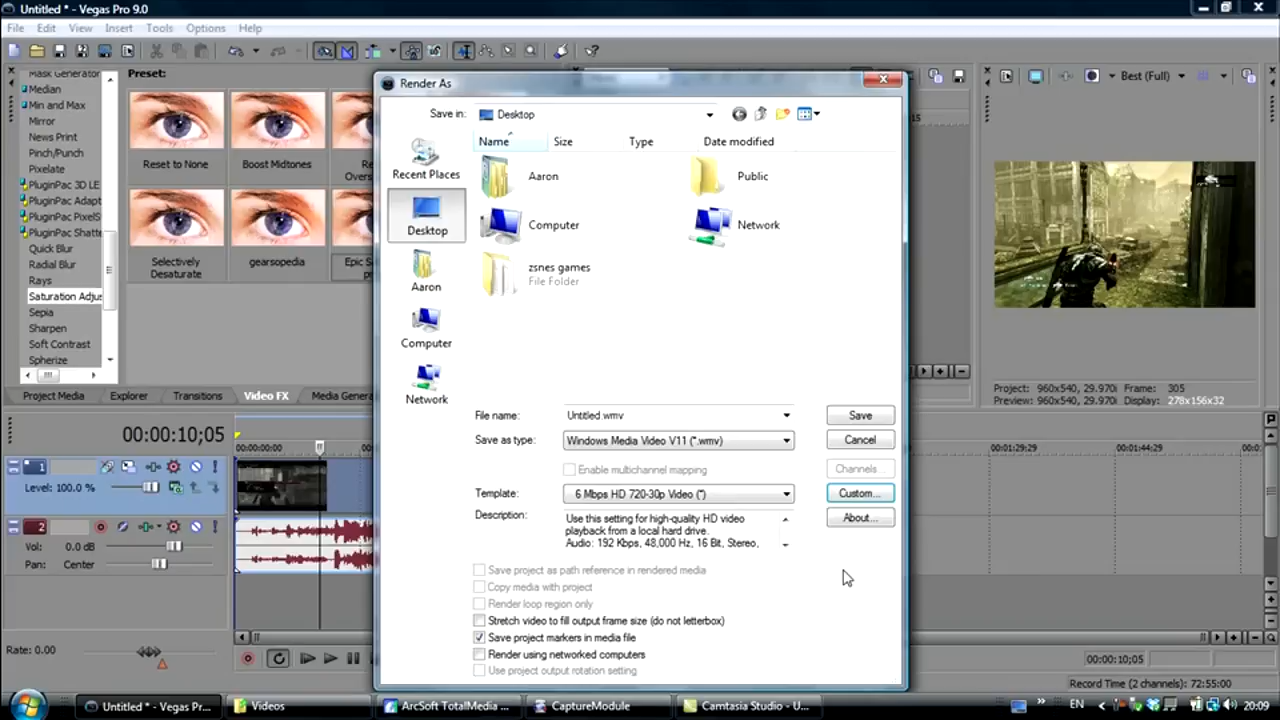 Untitled * - Vegas Pro 9.0
File Edit View Insert Tools Options Help
Mask Generator
Median
Min and Max
Mirror
News Print
Pinch/Punch
Pixelate
PluginPac 3D LE
PluginPac Adapt
PluginPac PixelS
PluginPac Shatte
Quick Blur
Radial Blur
Rays
Saturation Adjus
Sepia
Sharpen
Soft Contrast
Spherize
Preset:
Reset to None
Boost Midtones
Selectively
Desaturate
gearsopedia
Epic S
Project Media Explorer Transitions Video FX Media Genera
Render As
Save in: Desktop
Name Size Type Date modified
Recent Places
Desktop
Aaron
Computer
Network
Aaron
Public
Computer
Network
zsnes games
File Folder
File name: Untitled.wmv
Save as type: Windows Media Video V11 (*.wmv)
Enable multichannel mapping
Template: 6 Mbps HD 720-30p Video (*)
Description: Use this setting for high-quality HD video
playback from a local hard drive.
Audio: 192 Kbps, 48,000 Hz, 16 Bit, Stereo,
Save
Cancel
Channels...
Custom...
About...
Save project as path reference in rendered media
Copy media with project
Render loop region only
Stretch video to fill output frame size (do not letterbox)
Save project markers in media file
Render using networked computers
Use project output rotation setting
Best (Full)
Project: 960x540, 29.970i Frame: 305
Preview: 960x540, 29.970i Display: 278x156x32
00:00:10;05
00:00:00;00
00:01:29;29 00:01:44;29
1
Level: 100.0 %
2
Vol: 0.0 dB
Pan: Center
Rate: 0.00
00:00:10;05
Record Time (2 channels): 72:55:00
Untitled * - Vegas Pr... Videos ArcSoft TotalMedia ... CaptureModule Camtasia Studio - U... EN 20:09